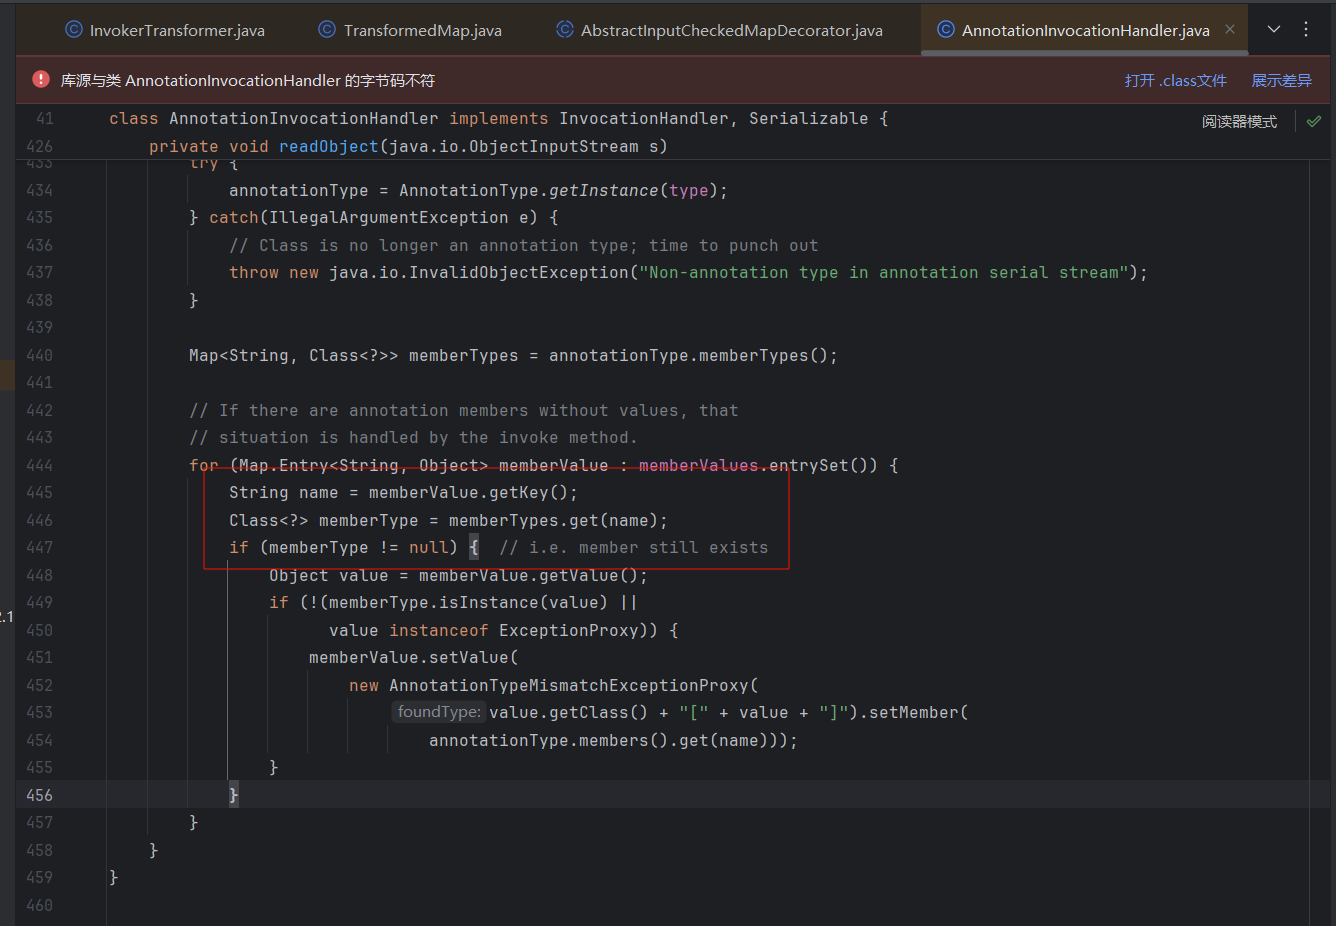 InvokerTransformer.java TransformedMap.java AbstractInputCheckedMapDecorator.java AnnotationInvocationHandler.java
库源与类 AnnotationInvocationHandler 的字节码不符 打开 .class文件 展示差异
41 class AnnotationInvocationHandler implements InvocationHandler, Serializable { 阅读器模式
426 private void readObject(java.io.ObjectInputStream s)
433 try {
434 annotationType = AnnotationType.getInstance(type);
435 } catch(IllegalArgumentException e) {
436 // Class is no longer an annotation type; time to punch out
437 throw new java.io.InvalidObjectException("Non-annotation type in annotation serial stream");
438 }
439
440 Map<String, Class<?>> memberTypes = annotationType.memberTypes();
441
442 // If there are annotation members without values, that
443 // situation is handled by the invoke method.
444 for (Map.Entry<String, Object> memberValue : memberValues.entrySet()) {
445 String name = memberValue.getKey();
446 Class<?> memberType = memberTypes.get(name);
447 if (memberType != null) { // i.e. member still exists
448 Object value = memberValue.getValue();
449 if (!(memberType.isInstance(value) ||
2.1
450 value instanceof ExceptionProxy)) {
451 memberValue.setValue(
452 new AnnotationTypeMismatchExceptionProxy(
453 foundType: value.getClass() + "[" + value + "]").setMember(
454 annotationType.members().get(name)));
455 }
456 }
457 }
458 }
459 }
460